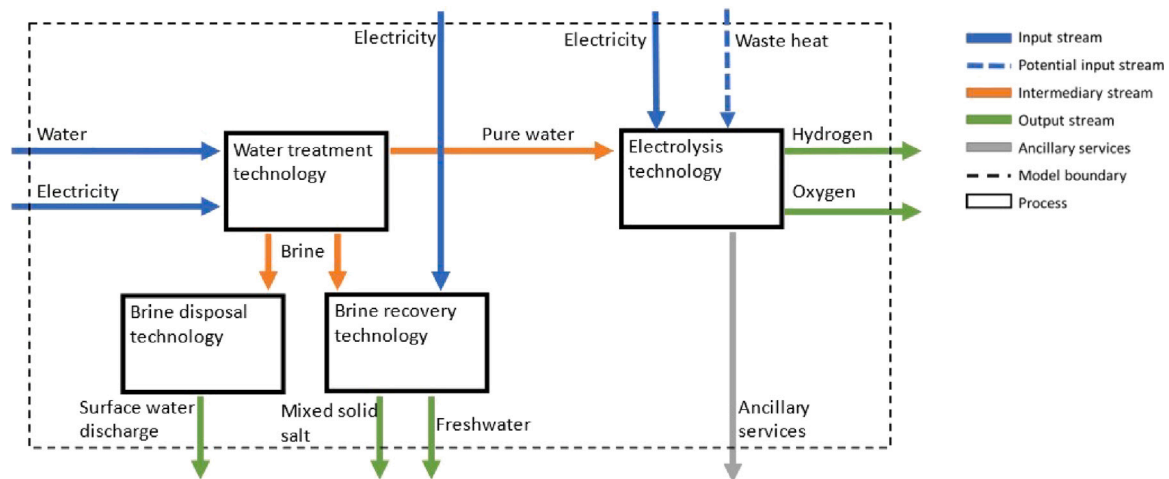 Electricity
Electricity
Waste heat
Water
Electricity
Water treatment
technology
Pure water
Electrolysis
technology
Hydrogen
Oxygen
Brine
Brine disposal
technology
Brine recovery
technology
Surface water
discharge
Mixed solid
salt
Freshwater
Ancillary
services
Input stream
Potential input stream
Intermediary stream
Output stream
Ancillary services
Model boundary
Process